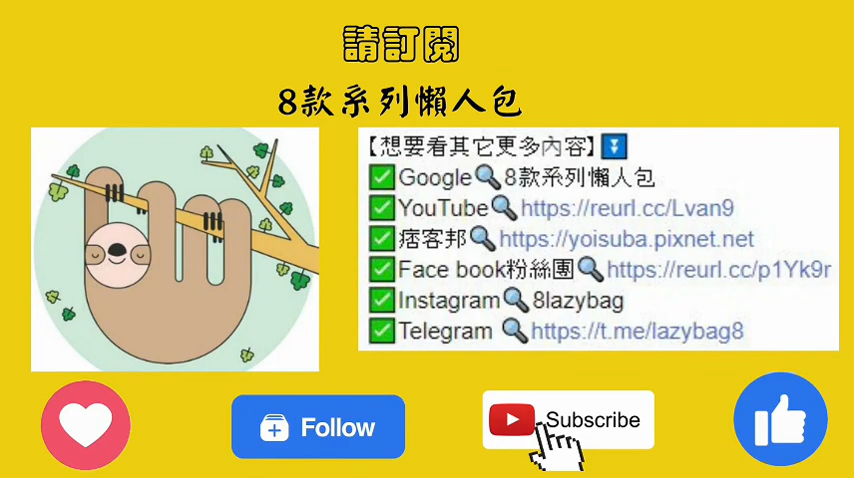 請訂閱
8款系列懶人包
【想要看其它更多內容】⏬
✅Google🔍8款系列懶人包
✅YouTube🔍https://reurl.cc/Lvan9
✅痞客邦🔍https://yoisuba.pixnet.net
✅Face book粉絲團🔍https://reurl.cc/p1Yk9r
✅Instagram🔍8lazybag
✅Telegram 🔍https://t.me/lazybag8
Follow
Subscribe